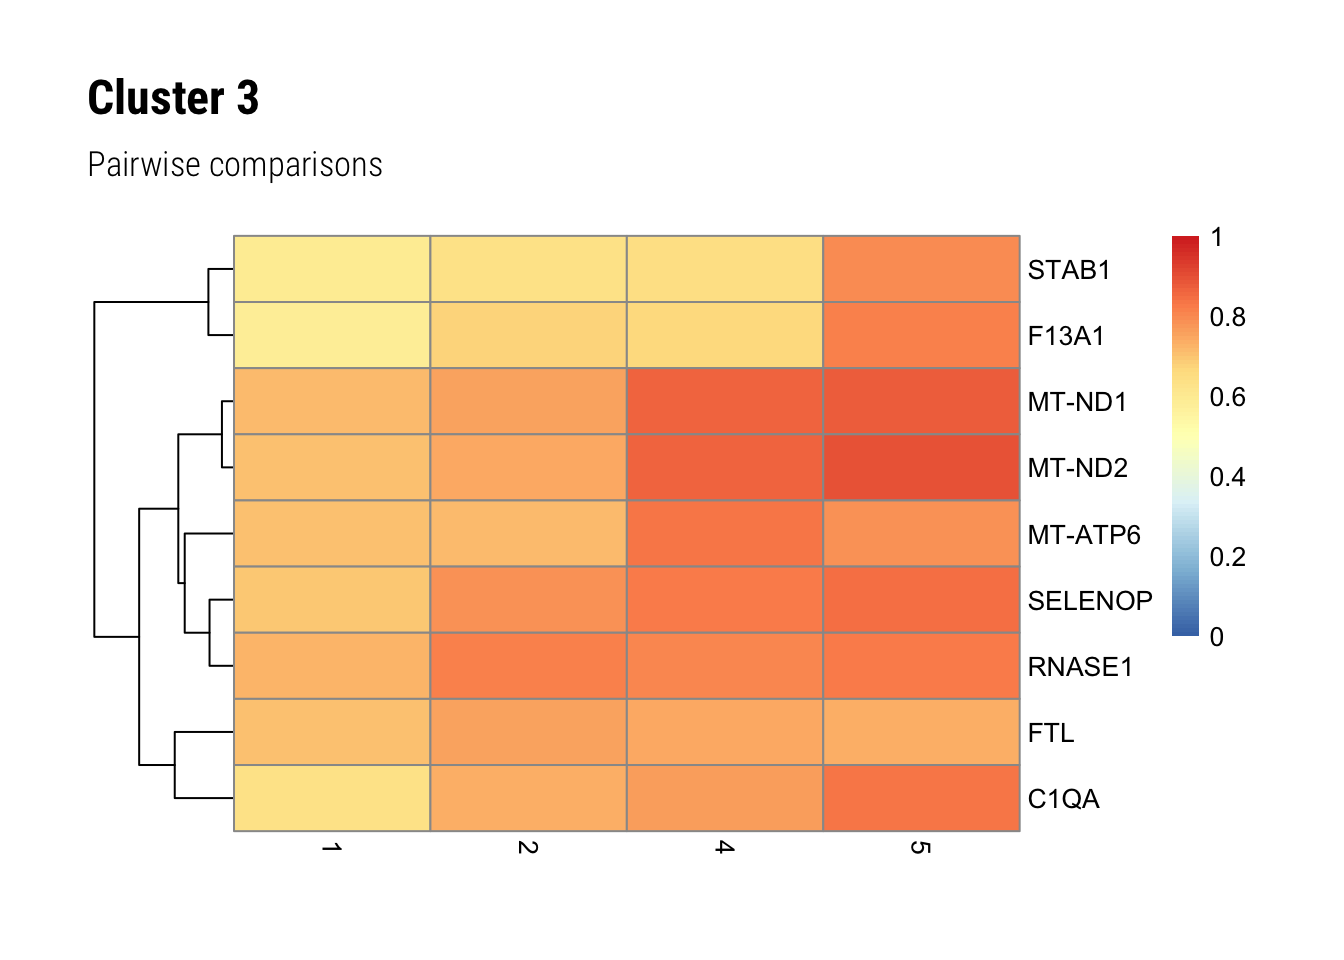 Cluster 3
Pairwise comparisons
STAB1
F13A1
MT-ND1
MT-ND2
MT-ATP6
SELENOP
RNASE1
FTL
C1QA
1
2
4
5
1
0.8
0.6
0.4
0.2
0